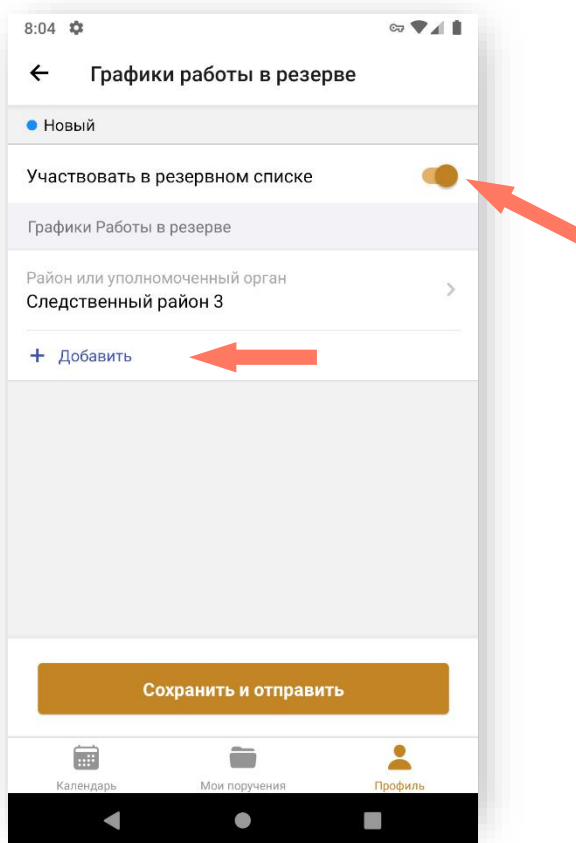 8:04
Графики работы в резерве
Новый
Участвовать в резервном списке
Графики Работы в резерве
Район или уполномоченный орган
Следственный район 3
+ Добавить
Сохранить и отправить
Календарь Мои поручения Профиль